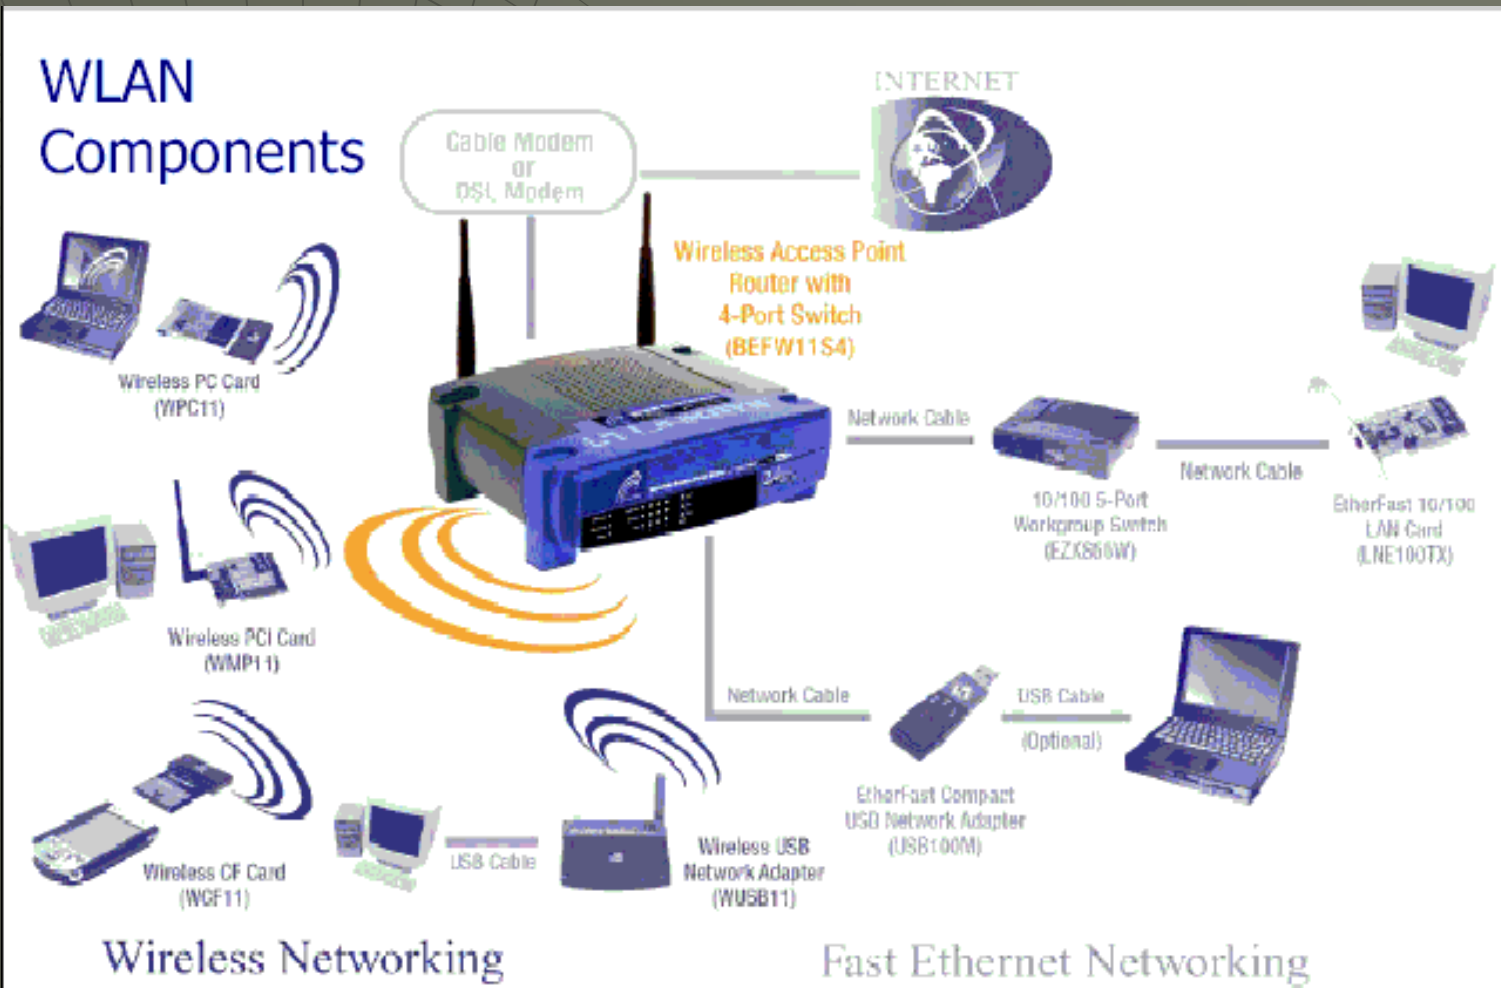 WLAN
Components
INTERNET
Cable Modem
or
DSL Modem
Wireless Access Point
Router with
4-Port Switch
(BEFW11S4)
Wireless PC Card
(WPC11)
Network Cable
Network Cable
10/100 5-Port
Workgroup Switch
EtherFast 10/100
LAN Card
(LNE100TX)
Wireless PCI Card
(WMP11)
Network Cable
USB Cable
(Optional)
EtherFast Compact
USB Network Adapter
(USB100M)
Wireless CF Card
(WCF11)
USB Cable
Wireless USB
Network Adapter
(WUSB11)
Wireless Networking
Fast Ethernet Networking